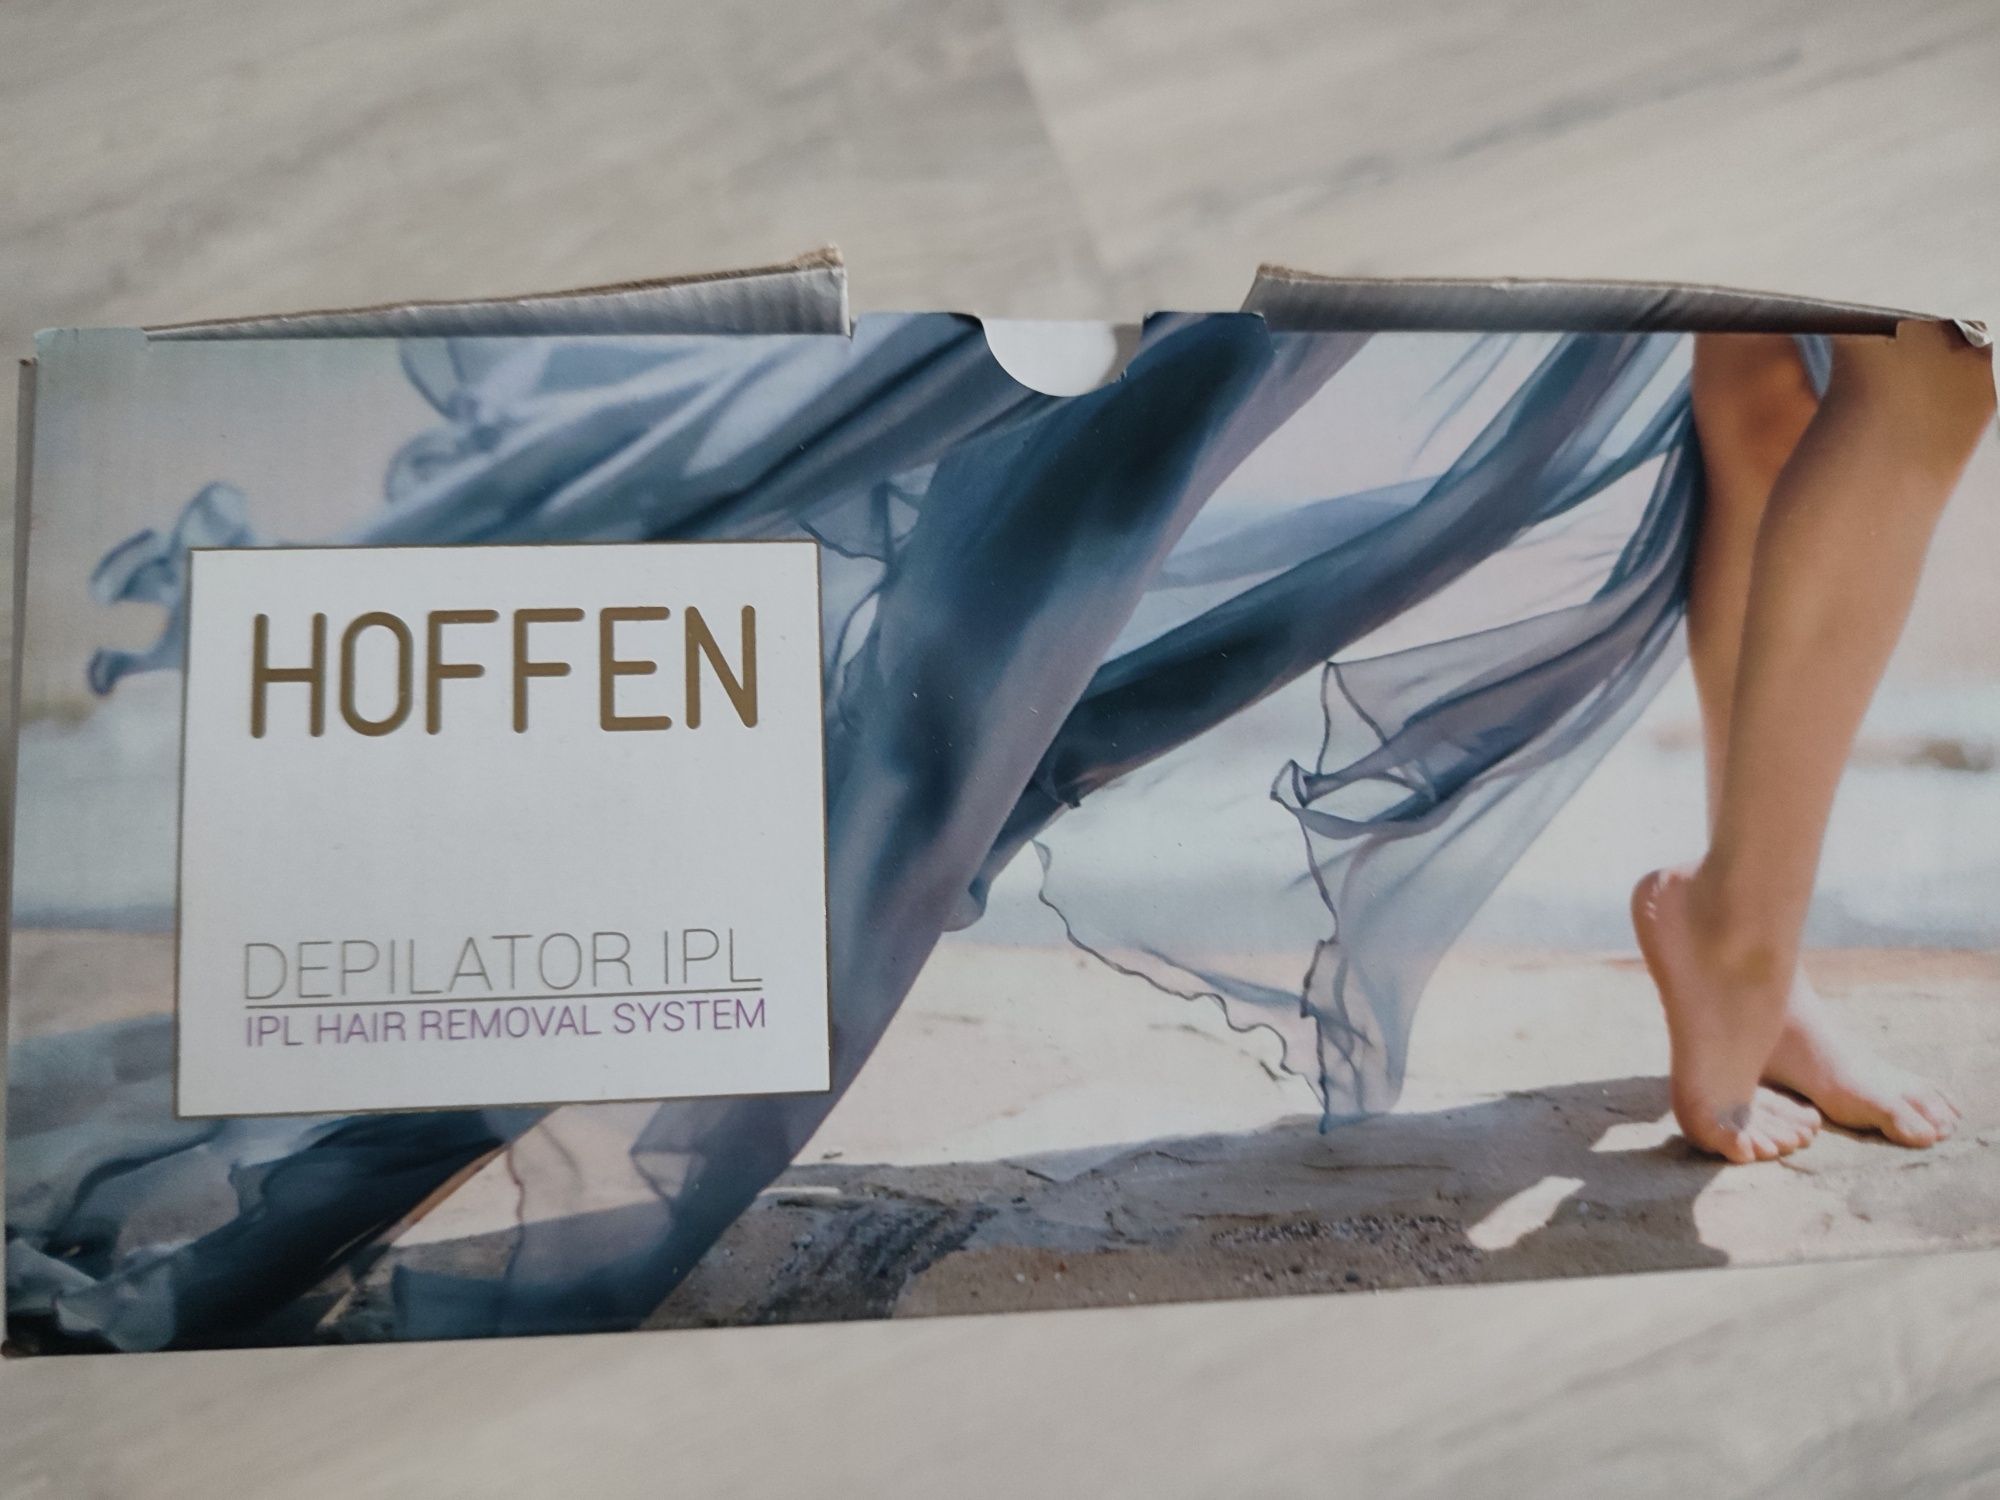 HOFFEN
DEPILATOR IPL
IPL HAIR REMOVAL SYSTEM